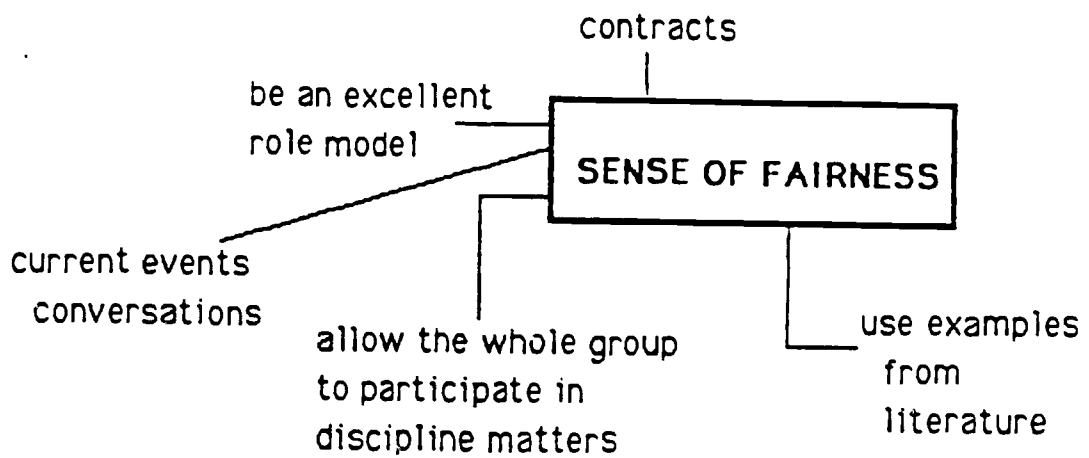 contracts
be an excellent
role model
SENSE OF FAIRNESS
current events
conversations
allow the whole group
to participate in
discipline matters
use examples
from
literature